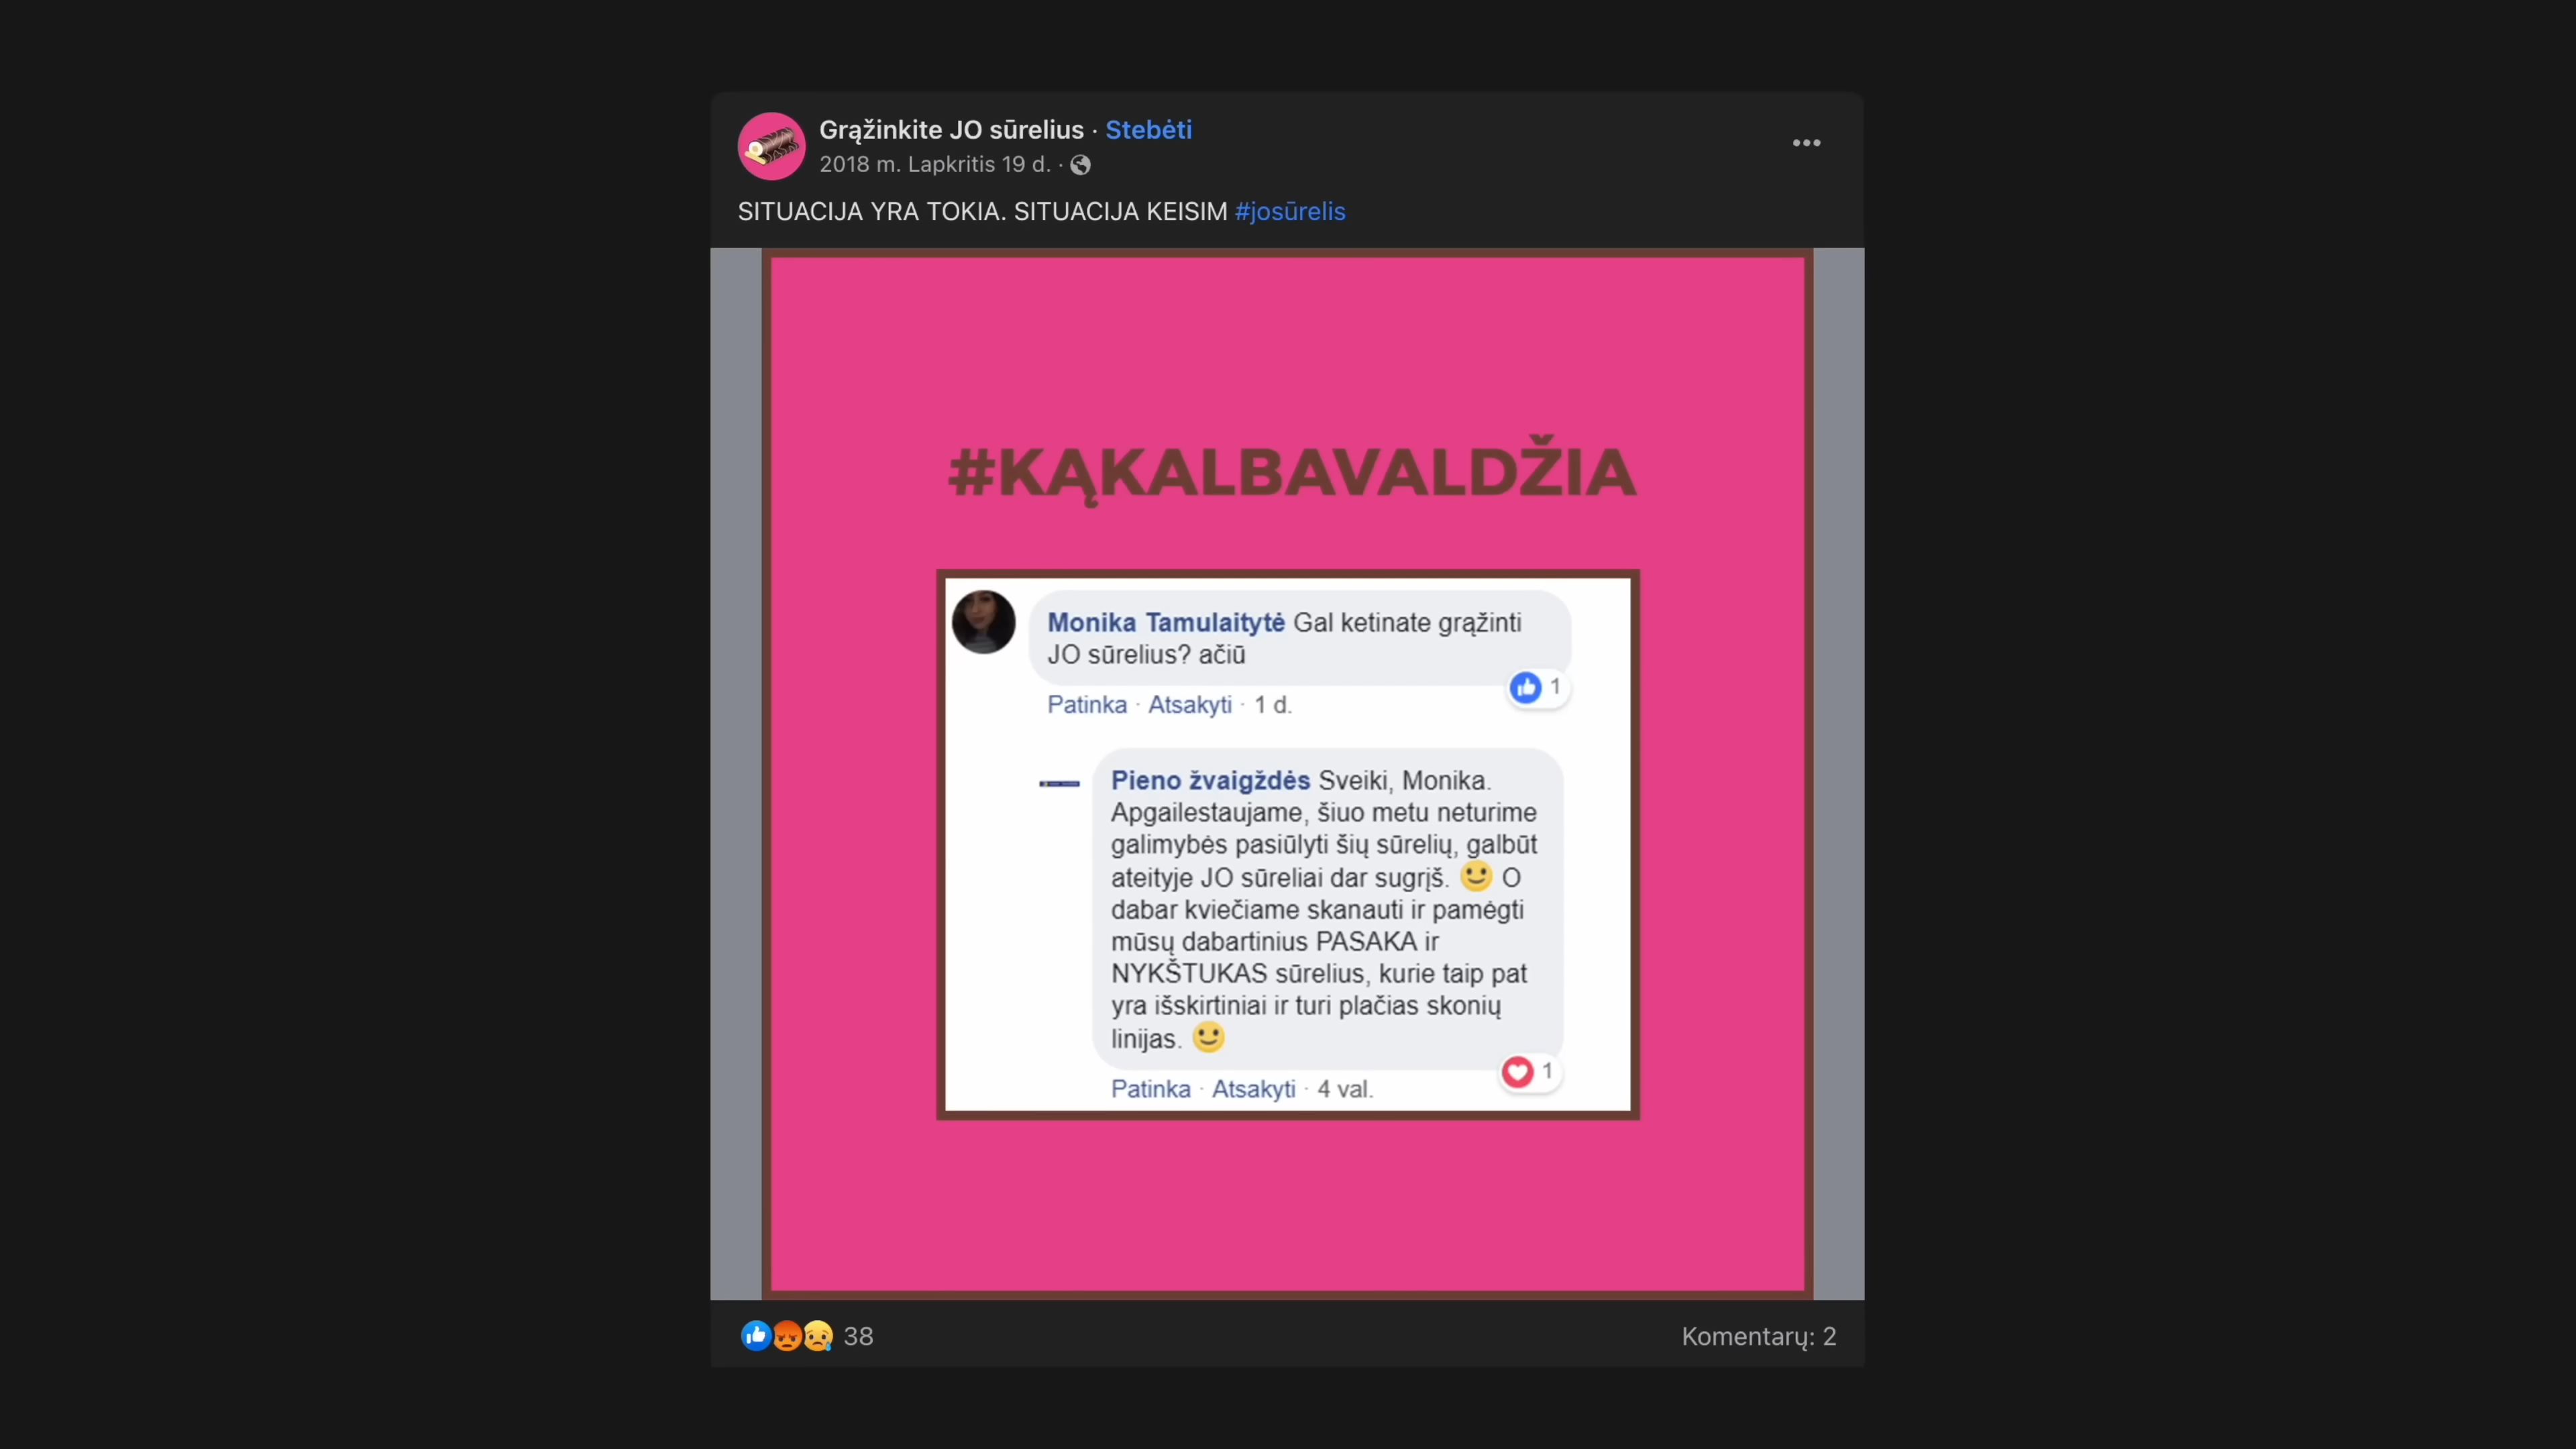 Grąžinkite JO sūrelius · Stebėti
2018 m. Lapkritis 19 d. ·
SITUACIJA YRA TOKIA. SITUACIJA KEISIM #josūrelis
#KĄKALBAVALDŽIA
Monika Tamulaitytė Gal ketinate grąžinti
JO sūrelius? ačiū
1
Patinka · Atsakyti · 1 d.
Pieno žvaigždės Sveiki, Monika.
Apgailestaujame, šiuo metu neturime
galimybės pasiūlyti šių sūrelių, galbūt
ateityje JO sūreliai dar sugrįš. 🙂 O
dabar kviečiame skanauti ir pamėgti
mūsų dabartinius PASAKA ir
NYKŠTUKAS sūrelius, kurie taip pat
yra išskirtiniai ir turi plačias skonių
linijas. 🙂
1
Patinka · Atsakyti · 4 val.
38
Komentarų: 2